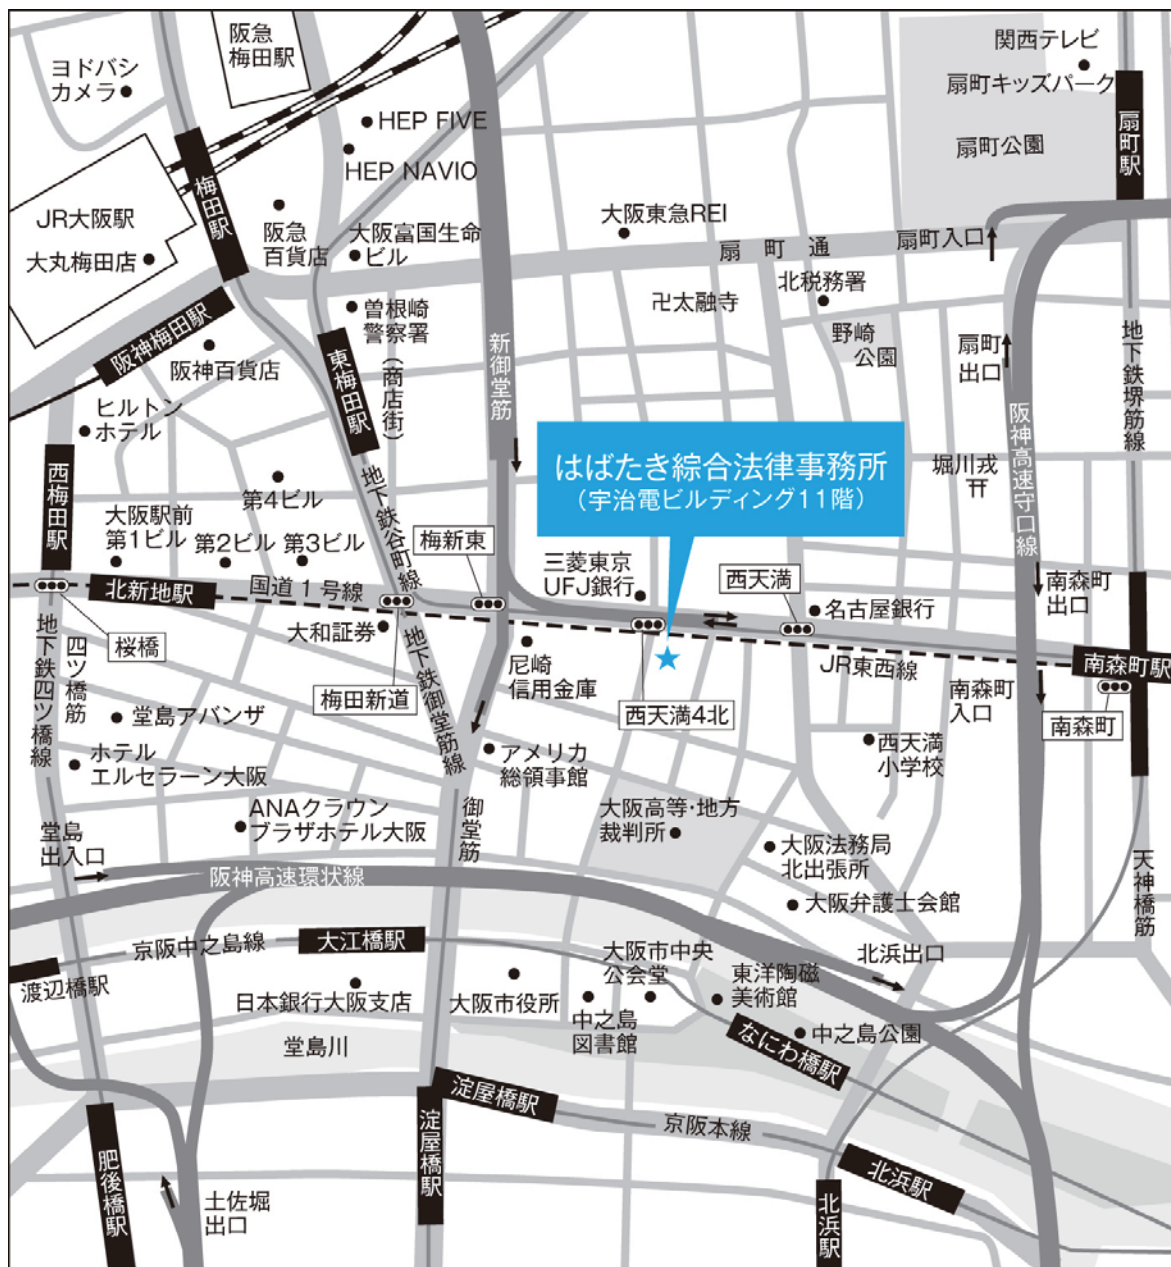 阪急
梅田駅
関西テレビ
扇町キッズパーク
扇町公園
扇町駅
ヨドバシ
カメラ
HEP FIVE
HEP NAVIO
梅田駅
JR大阪駅
大丸梅田店
阪急
百貨店
大阪富国生命
ビル
大阪東急REI
扇町通
扇町入口
北税務署
卍太融寺
野崎
公園
曽根崎
警察署
(商店街)
新御堂筋
阪神梅田駅
阪神百貨店
東梅田駅
扇町
出口
地下鉄堺筋線
阪神高速守口線
ヒルトン
ホテル
西梅田駅
はばたき綜合法律事務所
(宇治電ビルディング11階)
堀川戎
第4ビル
大阪駅前
第1ビル
第2ビル
第3ビル
地下鉄谷町線
梅新東
三菱東京
UFJ銀行
西天満
名古屋銀行
南森町
出口
北新地駅
国道1号線
大和証券
桜橋
梅田新道
地下鉄御堂筋線
尼崎
信用金庫
西天満4北
JR東西線
南森町駅
南森町
入口
南森町
四ツ橋筋
地下鉄四ツ橋線
堂島アバンザ
ホテル
エルセラーン大阪
アメリカ
総領事館
西天満
小学校
ANAクラウン
プラザホテル大阪
御堂筋
大阪高等・地方
裁判所
大阪法務局
北出張所
大阪弁護士会館
天神橋筋
堂島
出入口
阪神高速環状線
京阪中之島線
大江橋駅
渡辺橋駅
日本銀行大阪支店
大阪市役所
大阪市中央
公会堂
中之島
図書館
東洋陶磁
美術館
北浜出口
中之島公園
なにわ橋駅
堂島川
淀屋橋駅
淀屋橋駅
京阪本線
北浜駅
北浜駅
肥後橋駅
土佐堀
出口